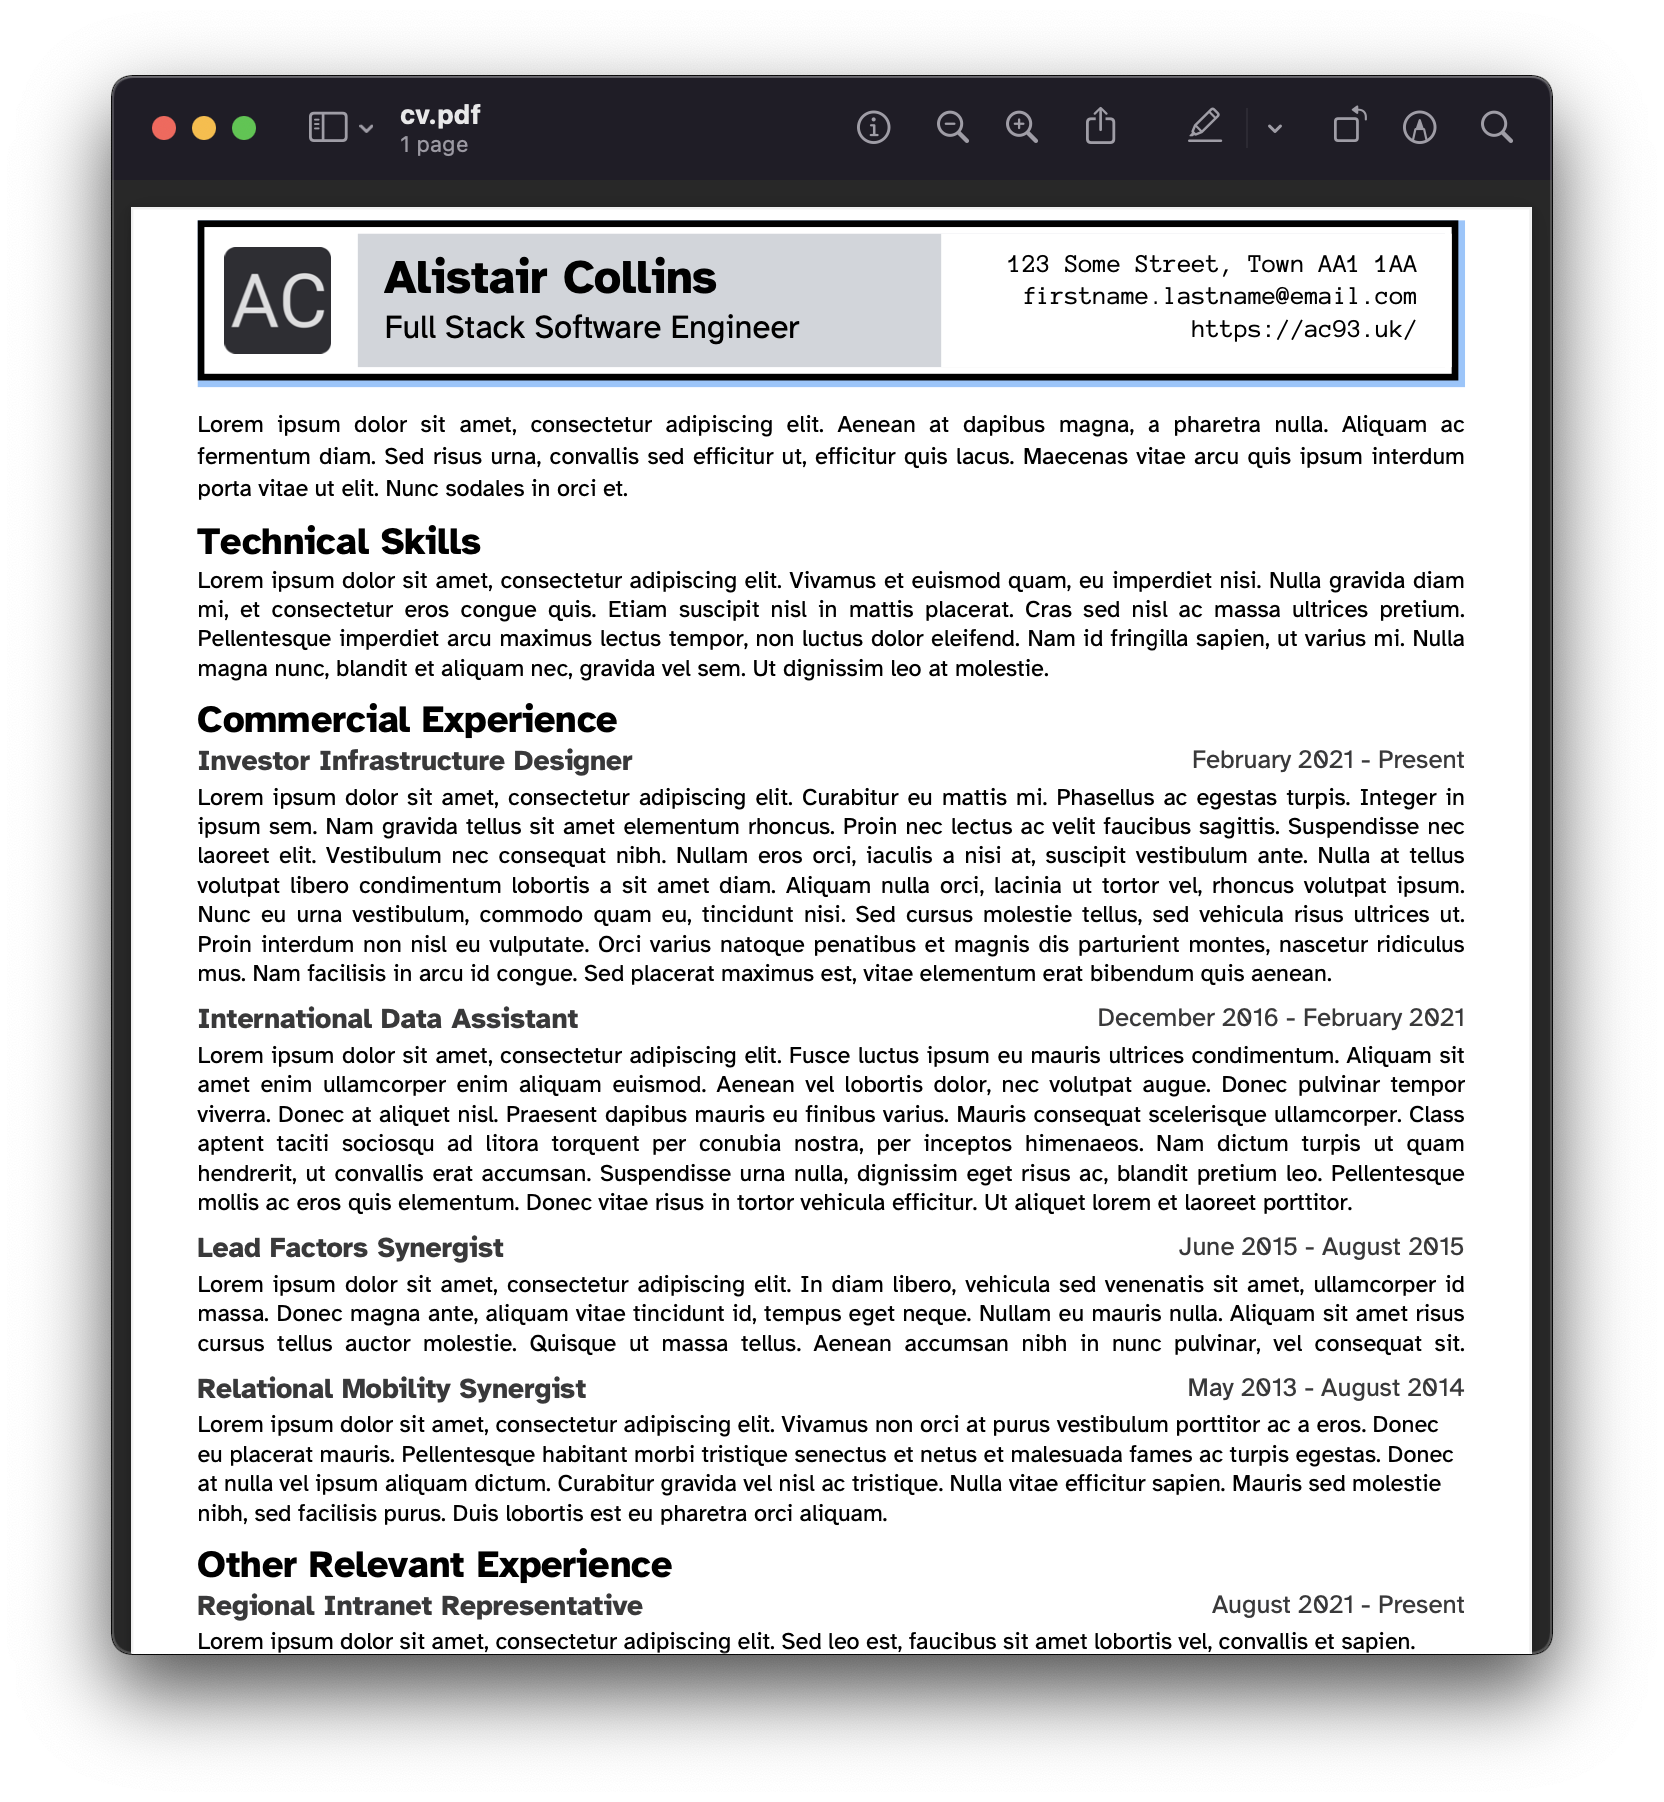 cv.pdf
1 page
AC
Alistair Collins
Full Stack Software Engineer
123 Some Street, Town AA1 1AA
firstname.lastname@email.com
https://ac93.uk/
Lorem ipsum dolor sit amet, consectetur adipiscing elit. Aenean at dapibus magna, a pharetra nulla. Aliquam ac
fermentum diam. Sed risus urna, convallis sed efficitur ut, efficitur quis lacus. Maecenas vitae arcu quis ipsum interdum
porta vitae ut elit. Nunc sodales in orci et.
Technical Skills
Lorem ipsum dolor sit amet, consectetur adipiscing elit. Vivamus et euismod quam, eu imperdiet nisi. Nulla gravida diam
mi, et consectetur eros congue quis. Etiam suscipit nisl in mattis placerat. Cras sed nisl ac massa ultrices pretium.
Pellentesque imperdiet arcu maximus lectus tempor, non luctus dolor eleifend. Nam id fringilla sapien, ut varius mi. Nulla
magna nunc, blandit et aliquam nec, gravida vel sem. Ut dignissim leo at molestie.
Commercial Experience
Investor Infrastructure Designer
February 2021 - Present
Lorem ipsum dolor sit amet, consectetur adipiscing elit. Curabitur eu mattis mi. Phasellus ac egestas turpis. Integer in
ipsum sem. Nam gravida tellus sit amet elementum rhoncus. Proin nec lectus ac velit faucibus sagittis. Suspendisse nec
laoreet elit. Vestibulum nec consequat nibh. Nullam eros orci, iaculis a nisi at, suscipit vestibulum ante. Nulla at tellus
volutpat libero condimentum lobortis a sit amet diam. Aliquam nulla orci, lacinia ut tortor vel, rhoncus volutpat ipsum.
Nunc eu urna vestibulum, commodo quam eu, tincidunt nisi. Sed cursus molestie tellus, sed vehicula risus ultrices ut.
Proin interdum non nisl eu vulputate. Orci varius natoque penatibus et magnis dis parturient montes, nascetur ridiculus
mus. Nam facilisis in arcu id congue. Sed placerat maximus est, vitae elementum erat bibendum quis aenean.
International Data Assistant
December 2016 - February 2021
Lorem ipsum dolor sit amet, consectetur adipiscing elit. Fusce luctus ipsum eu mauris ultrices condimentum. Aliquam sit
amet enim ullamcorper enim aliquam euismod. Aenean vel lobortis dolor, nec volutpat augue. Donec pulvinar tempor
viverra. Donec at aliquet nisl. Praesent dapibus mauris eu finibus varius. Mauris consequat scelerisque ullamcorper. Class
aptent taciti sociosqu ad litora torquent per conubia nostra, per inceptos himenaeos. Nam dictum turpis ut quam
hendrerit, ut convallis erat accumsan. Suspendisse urna nulla, dignissim eget risus ac, blandit pretium leo. Pellentesque
mollis ac eros quis elementum. Donec vitae risus in tortor vehicula efficitur. Ut aliquet lorem et laoreet porttitor.
Lead Factors Synergist
June 2015 - August 2015
Lorem ipsum dolor sit amet, consectetur adipiscing elit. In diam libero, vehicula sed venenatis sit amet, ullamcorper id
massa. Donec magna ante, aliquam vitae tincidunt id, tempus eget neque. Nullam eu mauris nulla. Aliquam sit amet risus
cursus tellus auctor molestie. Quisque ut massa tellus. Aenean accumsan nibh in nunc pulvinar, vel consequat sit.
Relational Mobility Synergist
May 2013 - August 2014
Lorem ipsum dolor sit amet, consectetur adipiscing elit. Vivamus non orci at purus vestibulum porttitor ac a eros. Donec
eu placerat mauris. Pellentesque habitant morbi tristique senectus et netus et malesuada fames ac turpis egestas. Donec
at nulla vel ipsum aliquam dictum. Curabitur gravida vel nisl ac tristique. Nulla vitae efficitur sapien. Mauris sed molestie
nibh, sed facilisis purus. Duis lobortis est eu pharetra orci aliquam.
Other Relevant Experience
Regional Intranet Representative
August 2021 - Present
Lorem ipsum dolor sit amet, consectetur adipiscing elit. Sed leo est, faucibus sit amet lobortis vel, convallis et sapien.